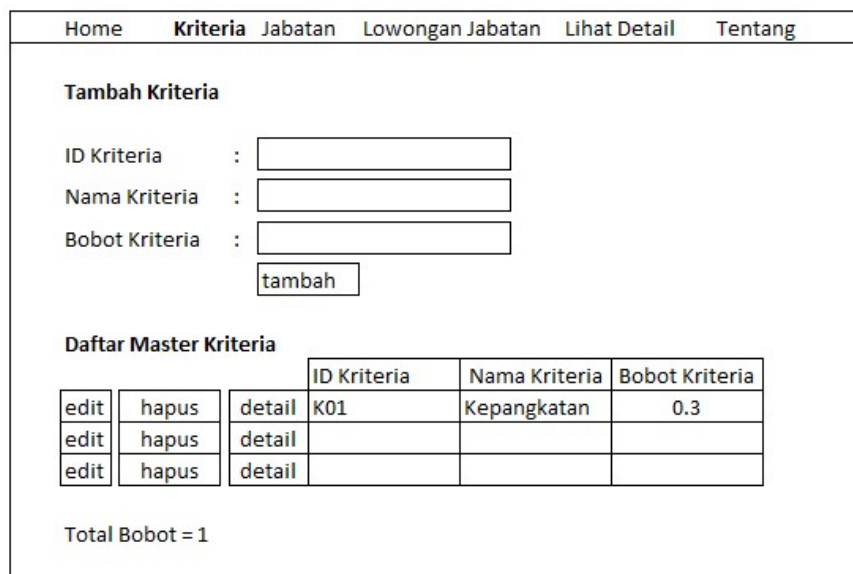 Home Kriteria Jabatan Lowongan Jabatan Lihat Detail Tentang
Tambah Kriteria
ID Kriteria :
Nama Kriteria :
Bobot Kriteria :
tambah
Daftar Master Kriteria
ID Kriteria Nama Kriteria Bobot Kriteria
edit hapus detail K01 Kepangkatan 0.3
edit hapus detail
edit hapus detail
Total Bobot = 1